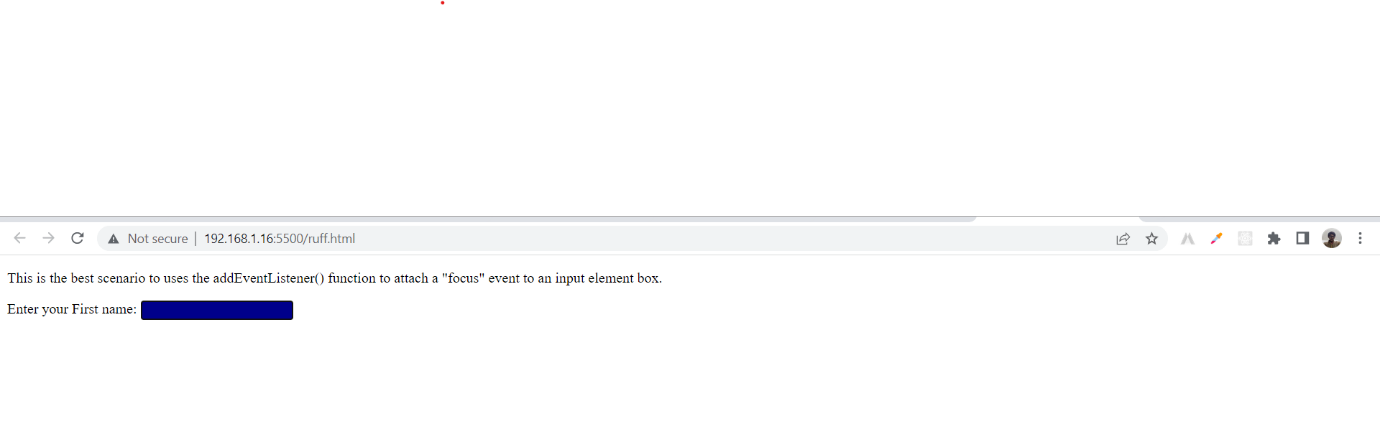 Not secure | 192.168.1.16:5500/ruff.html
This is the best scenario to uses the addEventListener() function to attach a "focus" event to an input element box.
Enter your First name: